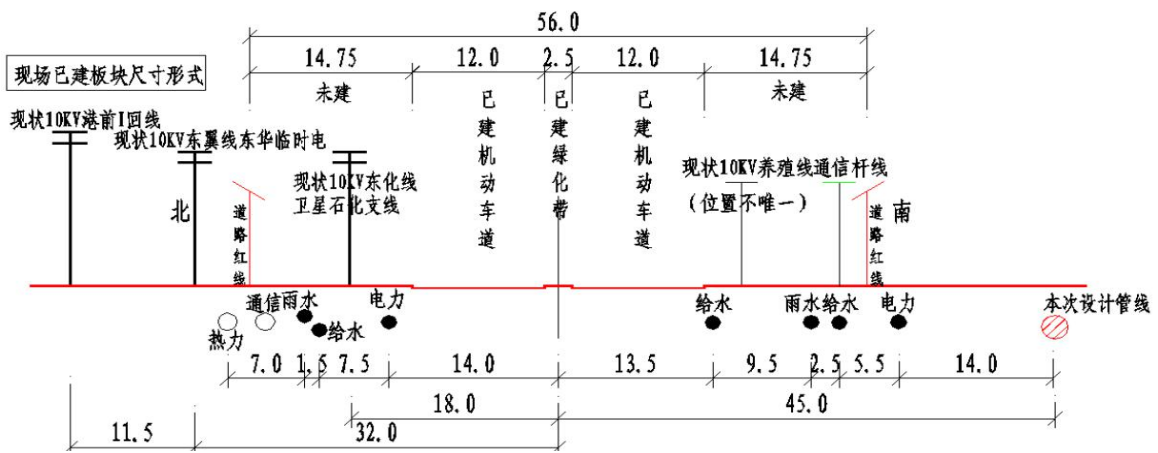 56.0
14.75
12.0
2.5
12.0
14.75
现场已建板块尺寸形式
未建
未建
已建机动车道
已建绿化带
已建机动车道
现状10KV港前I回线
现状10KV东翼线东华临时电
现状10KV东化线
卫星石化支线
现状10KV养殖线通信杆线
(位置不唯一)
北
道路红线
道路红线
南
通信
雨水
电力
给水
雨水
给水
电力
本次设计管线
热力
给水
7.0
1.5
7.5
14.0
13.5
9.5
2.5
5.5
14.0
18.0
45.0
11.5
32.0